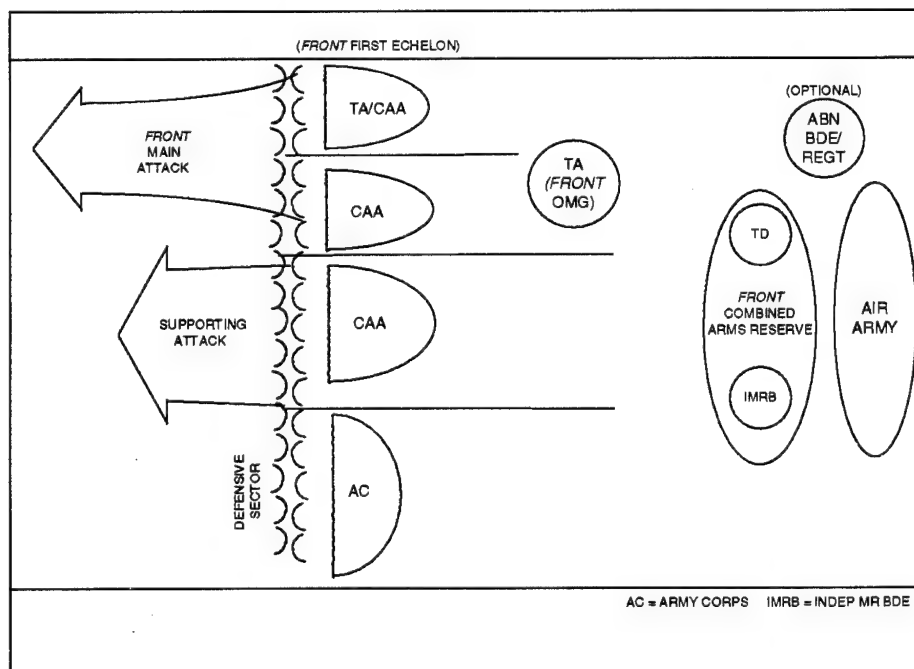 (FRONT FIRST ECHELON)
TA/CAA
FRONT
MAIN
ATTACK
CAA
TA
(FRONT
OMG)
(OPTIONAL)
ABN
BDE/
REGT
TD
FRONT
COMBINED
ARMS RESERVE
IMRB
AIR
ARMY
SUPPORTING
ATTACK
CAA
DEFENSIVE
SECTOR
AC
AC = ARMY CORPS IMRB = INDEP MR BDE